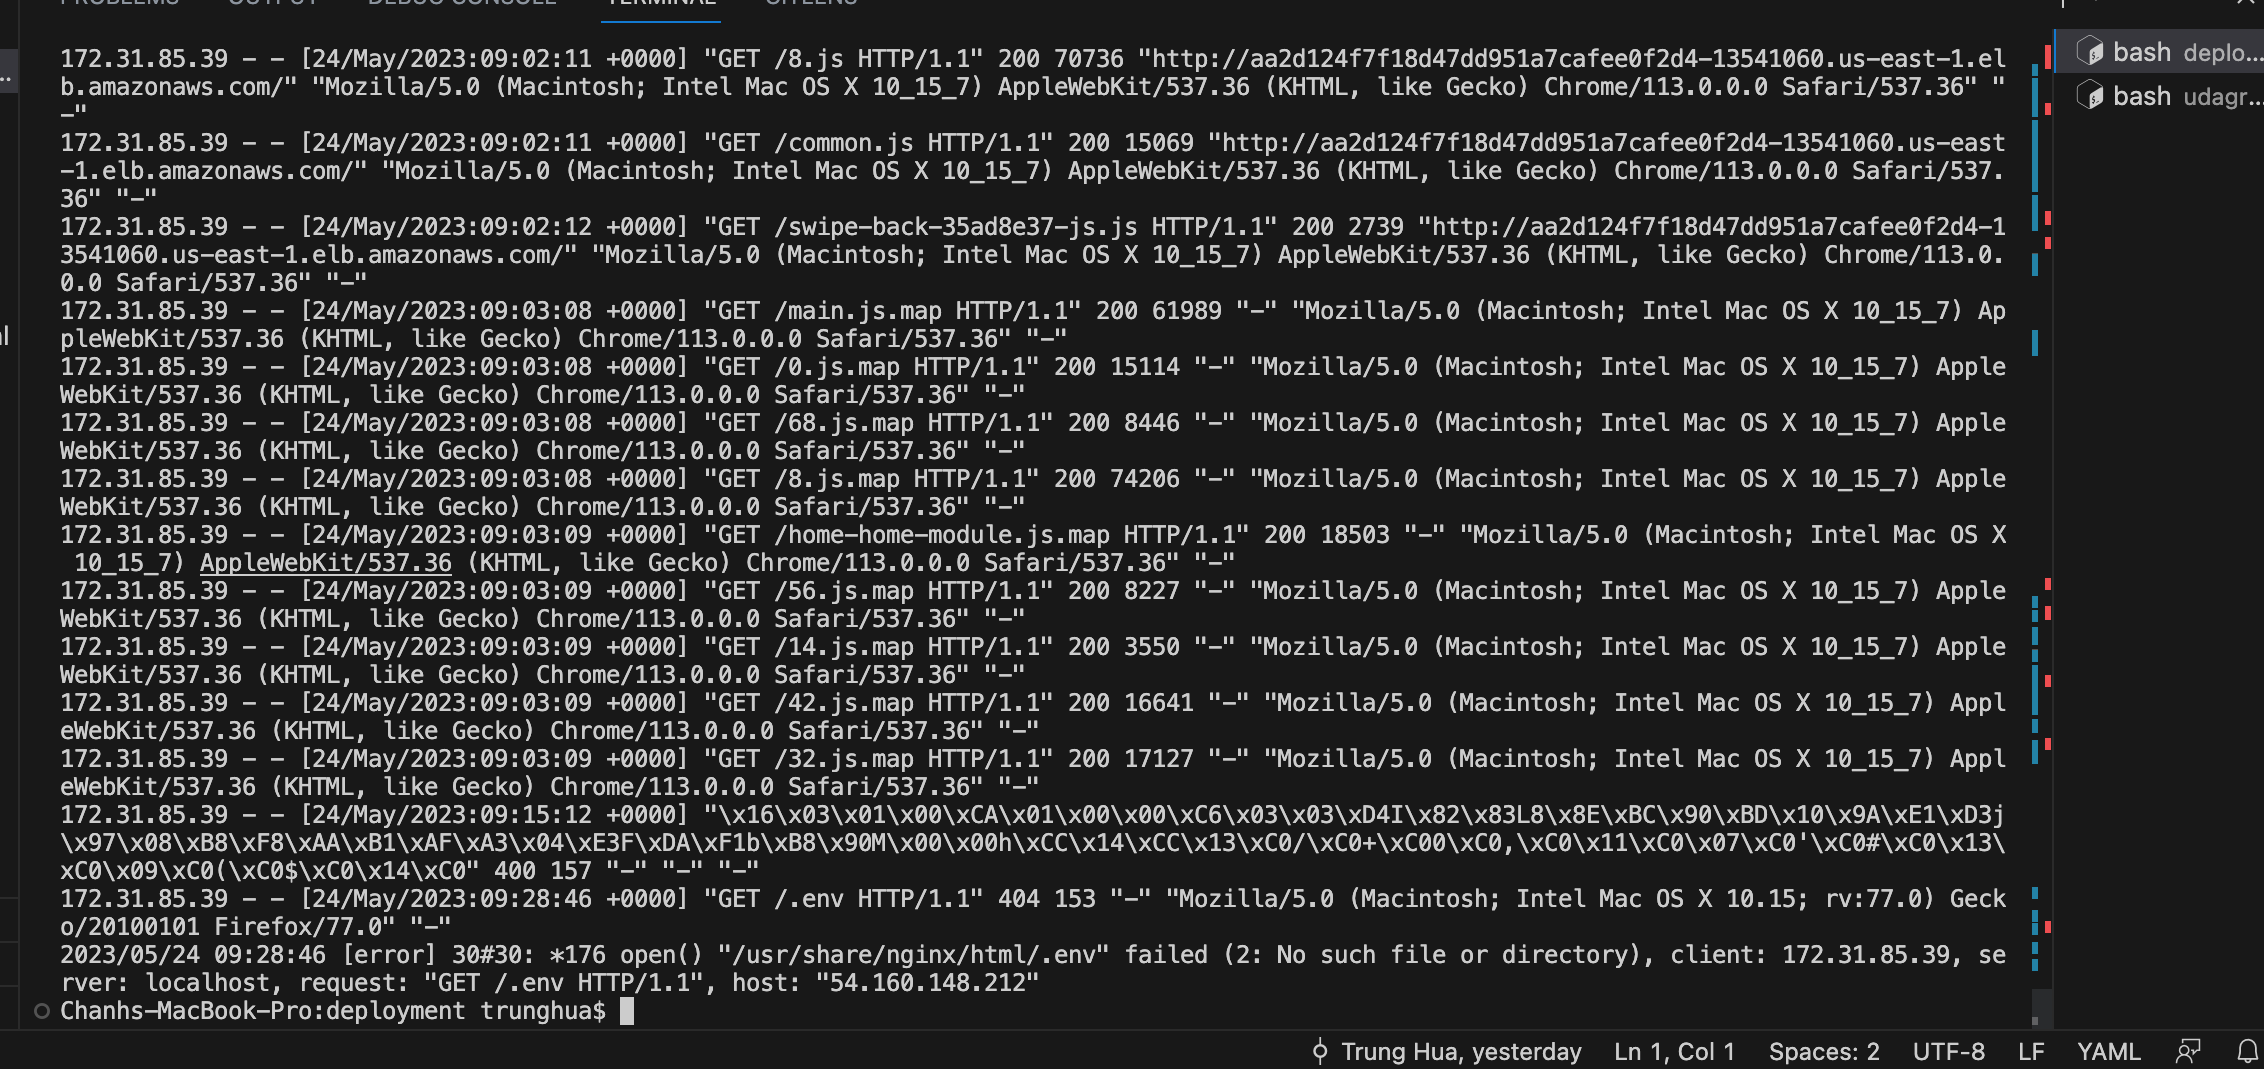 PROBLEMS OUTPUT DEBUG CONSOLE TERMINAL GITLENS
172.31.85.39 - - [24/May/2023:09:02:11 +0000] "GET /8.js HTTP/1.1" 200 70736 "http://aa2d124f7f18d47dd951a7cafee0f2d4-13541060.us-east-1.el
b.amazonaws.com/" "Mozilla/5.0 (Macintosh; Intel Mac OS X 10_15_7) AppleWebKit/537.36 (KHTML, like Gecko) Chrome/113.0.0.0 Safari/537.36" "
-"
172.31.85.39 - - [24/May/2023:09:02:11 +0000] "GET /common.js HTTP/1.1" 200 15069 "http://aa2d124f7f18d47dd951a7cafee0f2d4-13541060.us-east
-1.elb.amazonaws.com/" "Mozilla/5.0 (Macintosh; Intel Mac OS X 10_15_7) AppleWebKit/537.36 (KHTML, like Gecko) Chrome/113.0.0.0 Safari/537.
36" "-"
172.31.85.39 - - [24/May/2023:09:02:12 +0000] "GET /swipe-back-35ad8e37-js.js HTTP/1.1" 200 2739 "http://aa2d124f7f18d47dd951a7cafee0f2d4-1
3541060.us-east-1.elb.amazonaws.com/" "Mozilla/5.0 (Macintosh; Intel Mac OS X 10_15_7) AppleWebKit/537.36 (KHTML, like Gecko) Chrome/113.0.
0.0 Safari/537.36" "-"
172.31.85.39 - - [24/May/2023:09:03:08 +0000] "GET /main.js.map HTTP/1.1" 200 61989 "-" "Mozilla/5.0 (Macintosh; Intel Mac OS X 10_15_7) Ap
pleWebKit/537.36 (KHTML, like Gecko) Chrome/113.0.0.0 Safari/537.36" "-"
172.31.85.39 - - [24/May/2023:09:03:08 +0000] "GET /0.js.map HTTP/1.1" 200 15114 "-" "Mozilla/5.0 (Macintosh; Intel Mac OS X 10_15_7) Apple
WebKit/537.36 (KHTML, like Gecko) Chrome/113.0.0.0 Safari/537.36" "-"
172.31.85.39 - - [24/May/2023:09:03:08 +0000] "GET /68.js.map HTTP/1.1" 200 8446 "-" "Mozilla/5.0 (Macintosh; Intel Mac OS X 10_15_7) Apple
WebKit/537.36 (KHTML, like Gecko) Chrome/113.0.0.0 Safari/537.36" "-"
172.31.85.39 - - [24/May/2023:09:03:08 +0000] "GET /8.js.map HTTP/1.1" 200 74206 "-" "Mozilla/5.0 (Macintosh; Intel Mac OS X 10_15_7) Apple
WebKit/537.36 (KHTML, like Gecko) Chrome/113.0.0.0 Safari/537.36" "-"
172.31.85.39 - - [24/May/2023:09:03:09 +0000] "GET /home-home-module.js.map HTTP/1.1" 200 18503 "-" "Mozilla/5.0 (Macintosh; Intel Mac OS X
 10_15_7) AppleWebKit/537.36 (KHTML, like Gecko) Chrome/113.0.0.0 Safari/537.36" "-"
172.31.85.39 - - [24/May/2023:09:03:09 +0000] "GET /56.js.map HTTP/1.1" 200 8227 "-" "Mozilla/5.0 (Macintosh; Intel Mac OS X 10_15_7) Apple
WebKit/537.36 (KHTML, like Gecko) Chrome/113.0.0.0 Safari/537.36" "-"
172.31.85.39 - - [24/May/2023:09:03:09 +0000] "GET /14.js.map HTTP/1.1" 200 3550 "-" "Mozilla/5.0 (Macintosh; Intel Mac OS X 10_15_7) Apple
WebKit/537.36 (KHTML, like Gecko) Chrome/113.0.0.0 Safari/537.36" "-"
172.31.85.39 - - [24/May/2023:09:03:09 +0000] "GET /42.js.map HTTP/1.1" 200 16641 "-" "Mozilla/5.0 (Macintosh; Intel Mac OS X 10_15_7) Appl
eWebKit/537.36 (KHTML, like Gecko) Chrome/113.0.0.0 Safari/537.36" "-"
172.31.85.39 - - [24/May/2023:09:03:09 +0000] "GET /32.js.map HTTP/1.1" 200 17127 "-" "Mozilla/5.0 (Macintosh; Intel Mac OS X 10_15_7) Appl
eWebKit/537.36 (KHTML, like Gecko) Chrome/113.0.0.0 Safari/537.36" "-"
172.31.85.39 - - [24/May/2023:09:15:12 +0000] "\x16\x03\x01\x00\xCA\x01\x00\x00\xC6\x03\x03\xD4I\x82\x83L8\x8E\xBC\x90\xBD\x10\x9A\xE1\xD3j
\x97\x08\xB8\xF8\xAA\xB1\xAF\xA3\x04\xE3F\xDA\xF1b\xB8\x90M\x00\x00h\xCC\x14\xCC\x13\xC0/\xC0+\xC00\xC0,\xC0\x11\xC0\x07\xC0'\xC0#\xC0\x13\
xC0\x09\xC0(\xC0$\xC0\x14\xC0" 400 157 "-" "-" "-"
172.31.85.39 - - [24/May/2023:09:28:46 +0000] "GET /.env HTTP/1.1" 404 153 "-" "Mozilla/5.0 (Macintosh; Intel Mac OS X 10.15; rv:77.0) Geck
o/20100101 Firefox/77.0" "-"
2023/05/24 09:28:46 [error] 30#30: *176 open() "/usr/share/nginx/html/.env" failed (2: No such file or directory), client: 172.31.85.39, se
rver: localhost, request: "GET /.env HTTP/1.1", host: "54.160.148.212"
Chanhs-MacBook-Pro:deployment trunghua$
bash deplo...
bash udagr...
Trung Hua, yesterday Ln 1, Col 1 Spaces: 2 UTF-8 LF YAML